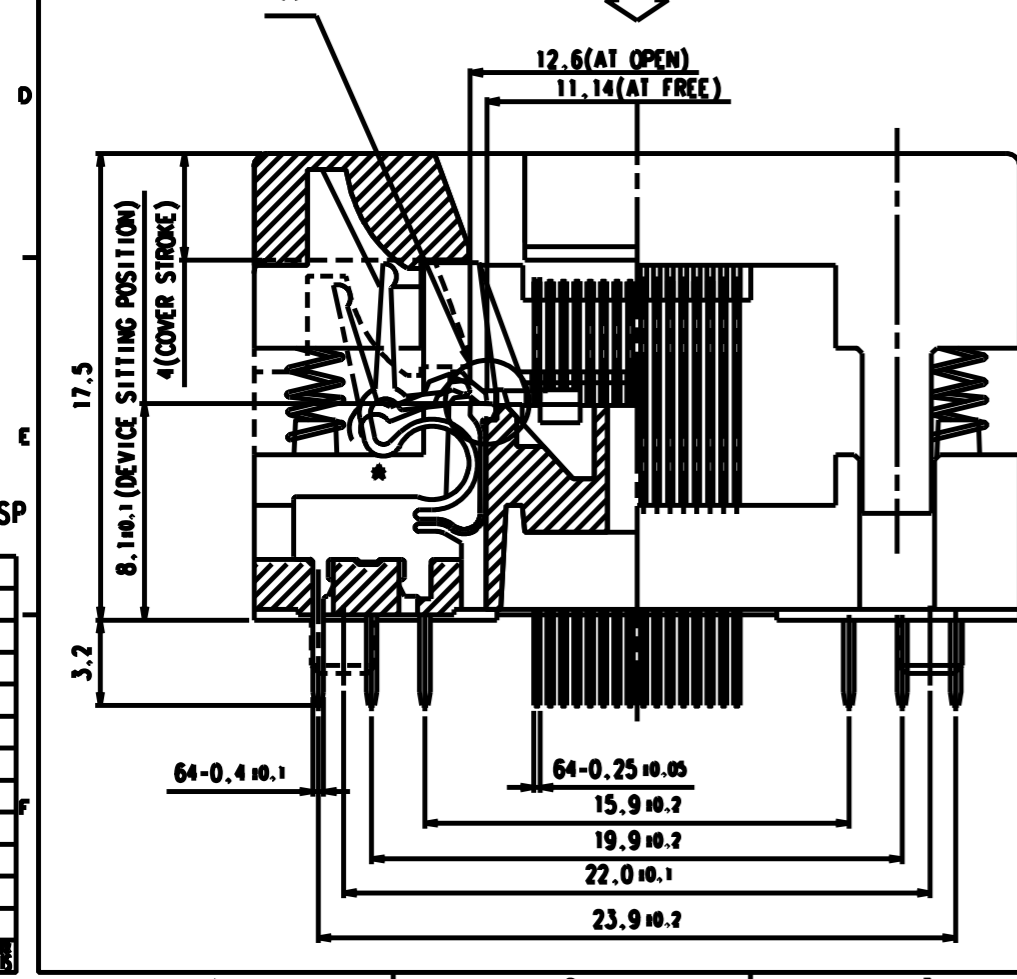 12.6(AT OPEN)
D
11.14(AT FREE)
8.1±0.1(DEVICE SITTING POSITION)
4(COVER STROKE)
17.5
E
*
SP
3.2
64-0.4±0.1
64-0.25±0.05
F
15.9±0.2
19.9±0.2
22.0±0.1
23.9±0.2